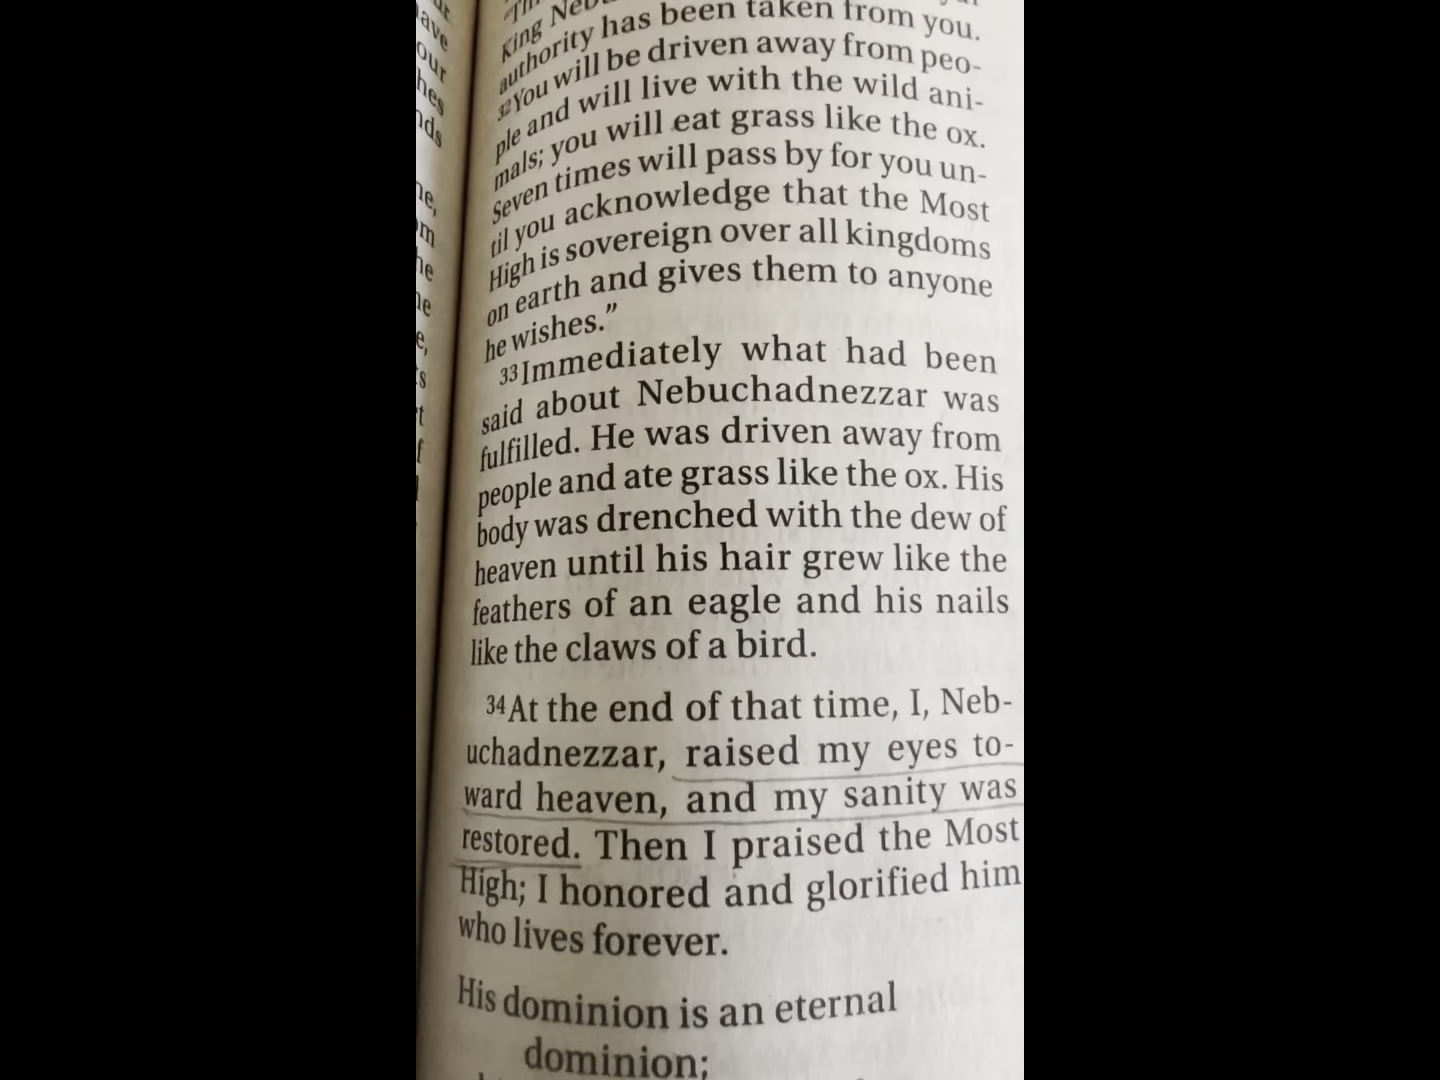 King
authority has been taken from you.
32You will be driven away from peo-
ple and will live with the wild ani-
mals; you will eat grass like the ox.
Seven times will pass by for you un-
til you acknowledge that the Most
High is sovereign over all kingdoms
on earth and gives them to anyone
he wishes.”
33Immediately what had been
said about Nebuchadnezzar was
fulfilled. He was driven away from
people and ate grass like the ox. His
body was drenched with the dew of
heaven until his hair grew like the
feathers of an eagle and his nails
like the claws of a bird.
34At the end of that time, I, Neb-
uchadnezzar, raised my eyes to-
ward heaven, and my sanity was
restored. Then I praised the Most
High; I honored and glorified him
who lives forever.
His dominion is an eternal
dominion;